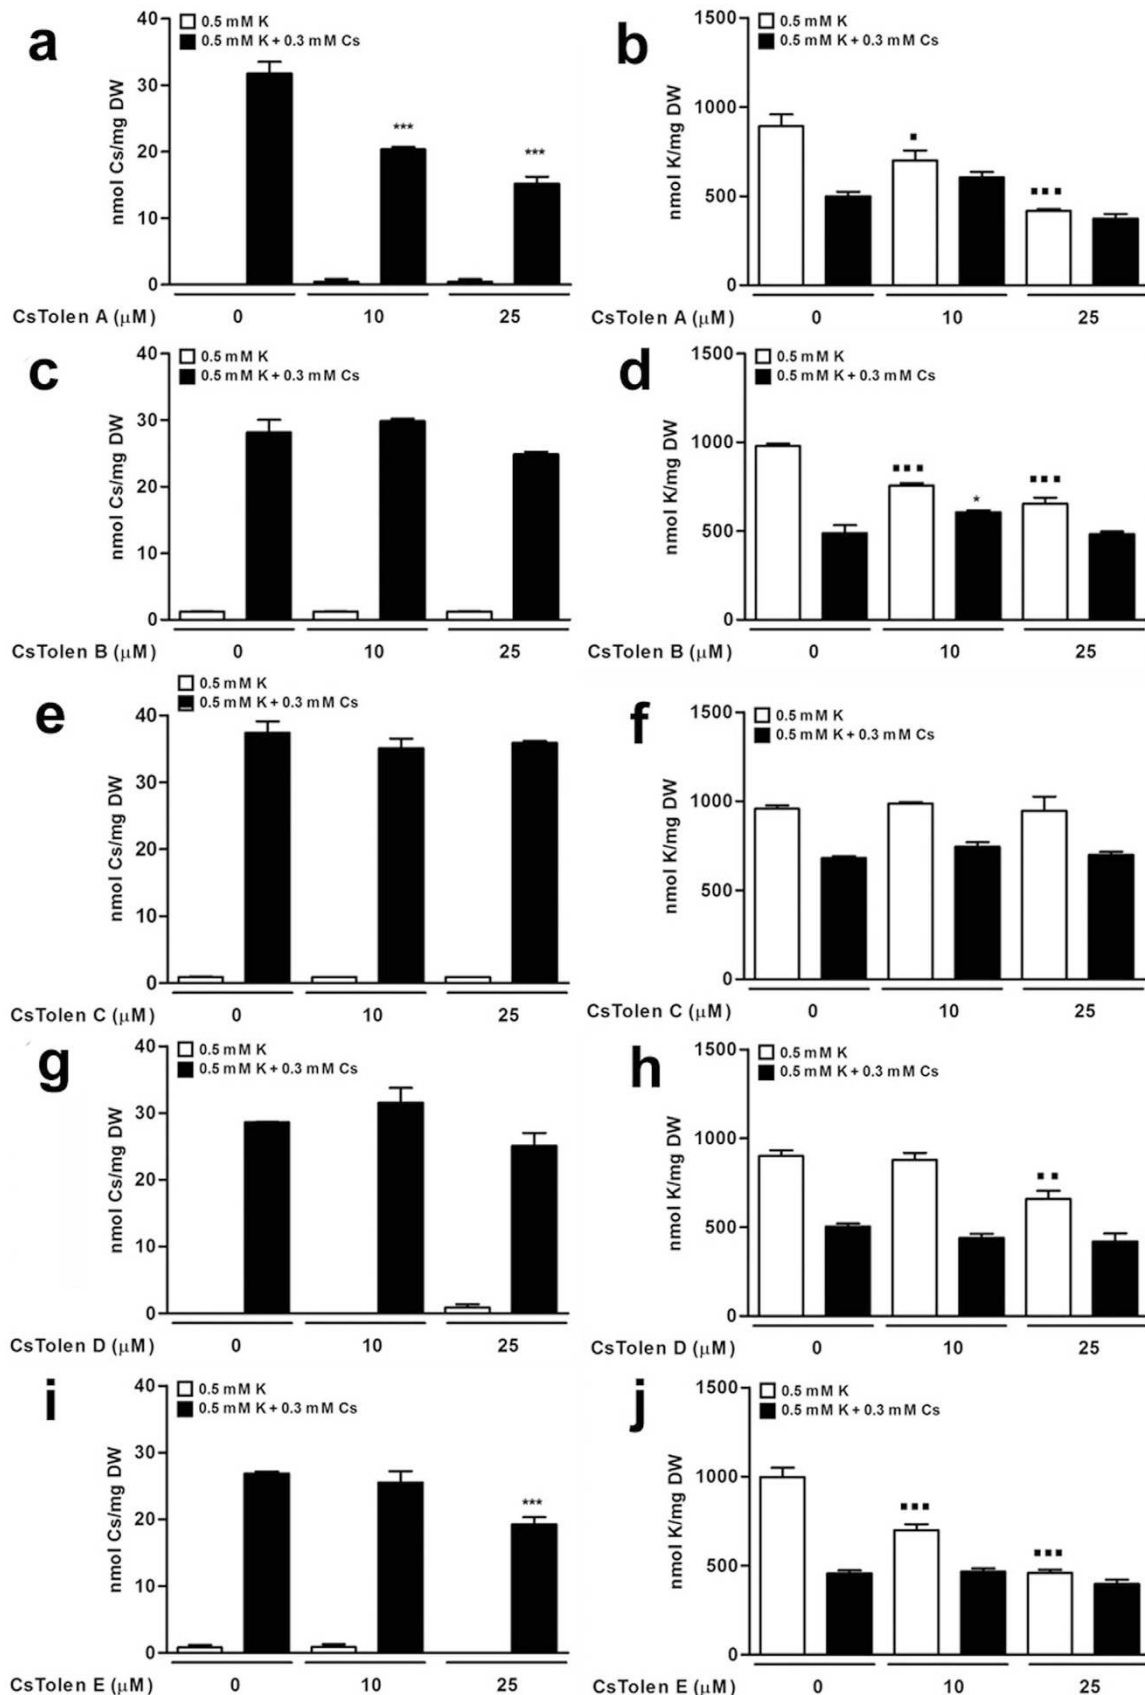 a
0.5 mM K
0.5 mM K + 0.3 mM Cs
nmol Cs/mg DW
40
30
20
10
0
***
***
CsTolen A (μM)
0 10 25
b
0.5 mM K
0.5 mM K + 0.3 mM Cs
nmol K/mg DW
1500
1000
500
0
▪
▪▪▪
CsTolen A (μM)
0 10 25
c
0.5 mM K
0.5 mM K + 0.3 mM Cs
nmol Cs/mg DW
40
30
20
10
0
CsTolen B (μM)
0 10 25
d
0.5 mM K
0.5 mM K + 0.3 mM Cs
nmol K/mg DW
1500
1000
500
0
▪▪▪
*
▪▪▪
CsTolen B (μM)
0 10 25
e
0.5 mM K
0.5 mM K + 0.3 mM Cs
nmol Cs/mg DW
40
30
20
10
0
CsTolen C (μM)
0 10 25
f
0.5 mM K
0.5 mM K + 0.3 mM Cs
nmol K/mg DW
1500
1000
500
0
CsTolen C (μM)
0 10 25
g
0.5 mM K
0.5 mM K + 0.3 mM Cs
nmol Cs/mg DW
40
30
20
10
0
CsTolen D (μM)
0 10 25
h
0.5 mM K
0.5 mM K + 0.3 mM Cs
nmol K/mg DW
1500
1000
500
0
▪▪
CsTolen D (μM)
0 10 25
i
0.5 mM K
0.5 mM K + 0.3 mM Cs
nmol Cs/mg DW
40
30
20
10
0
***
CsTolen E (μM)
0 10 25
j
0.5 mM K
0.5 mM K + 0.3 mM Cs
nmol K/mg DW
1500
1000
500
0
▪▪▪
▪▪▪
CsTolen E (μM)
0 10 25